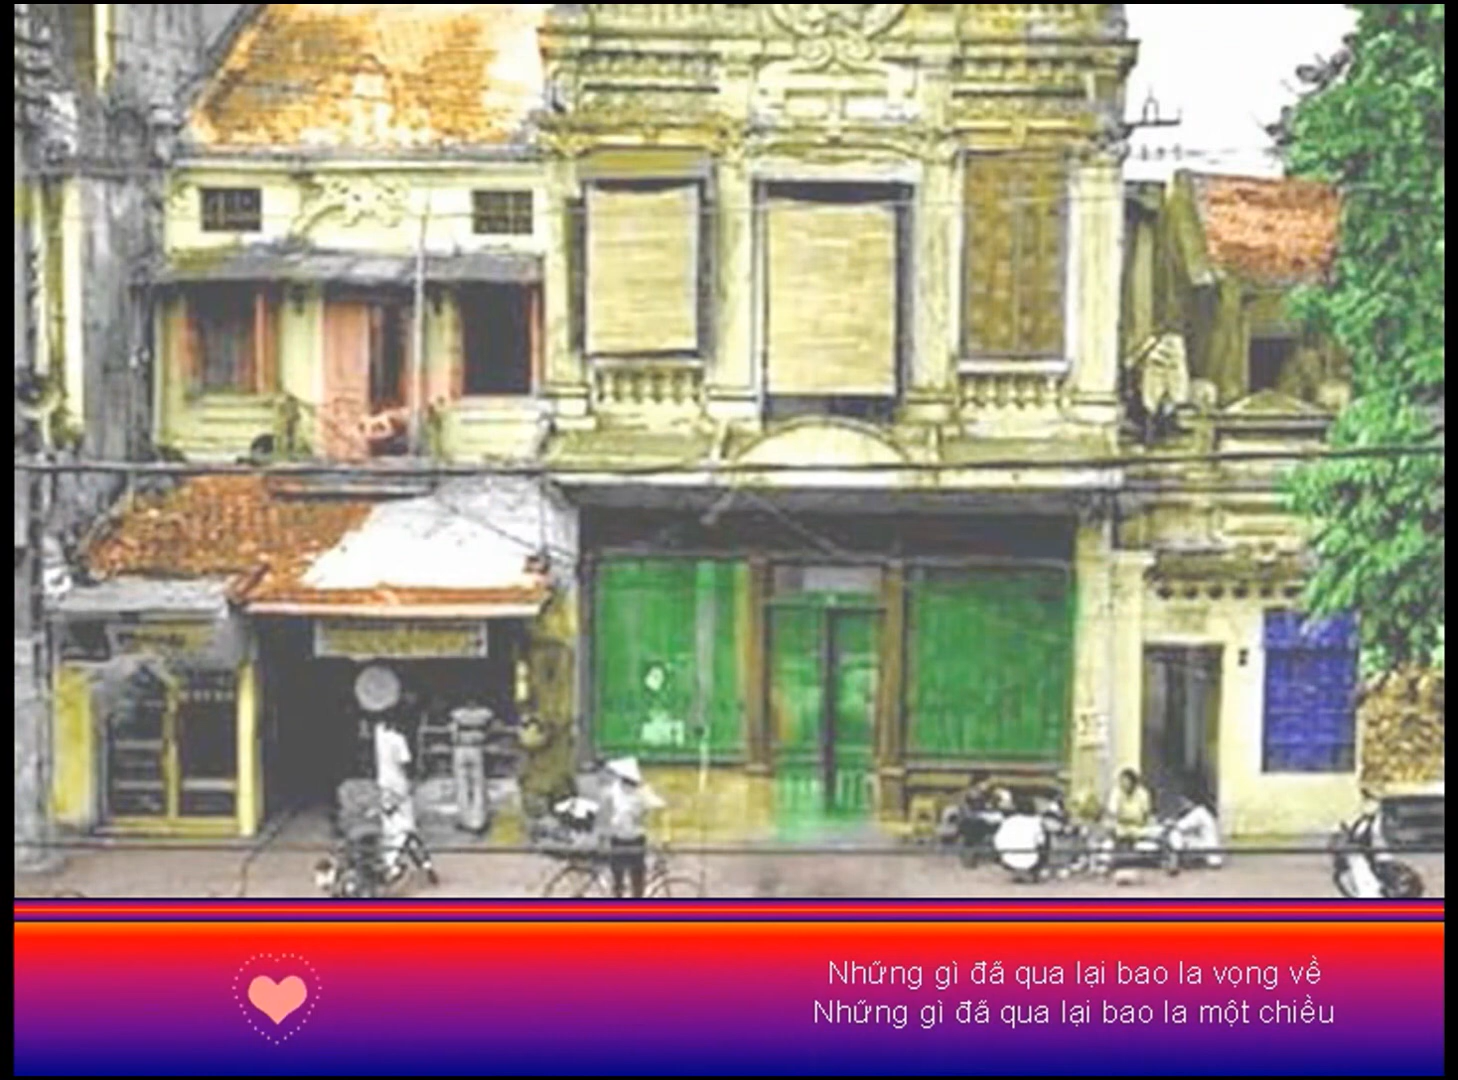 Những gì đã qua lại bao la vọng về
Những gì đã qua lại bao la một chiều